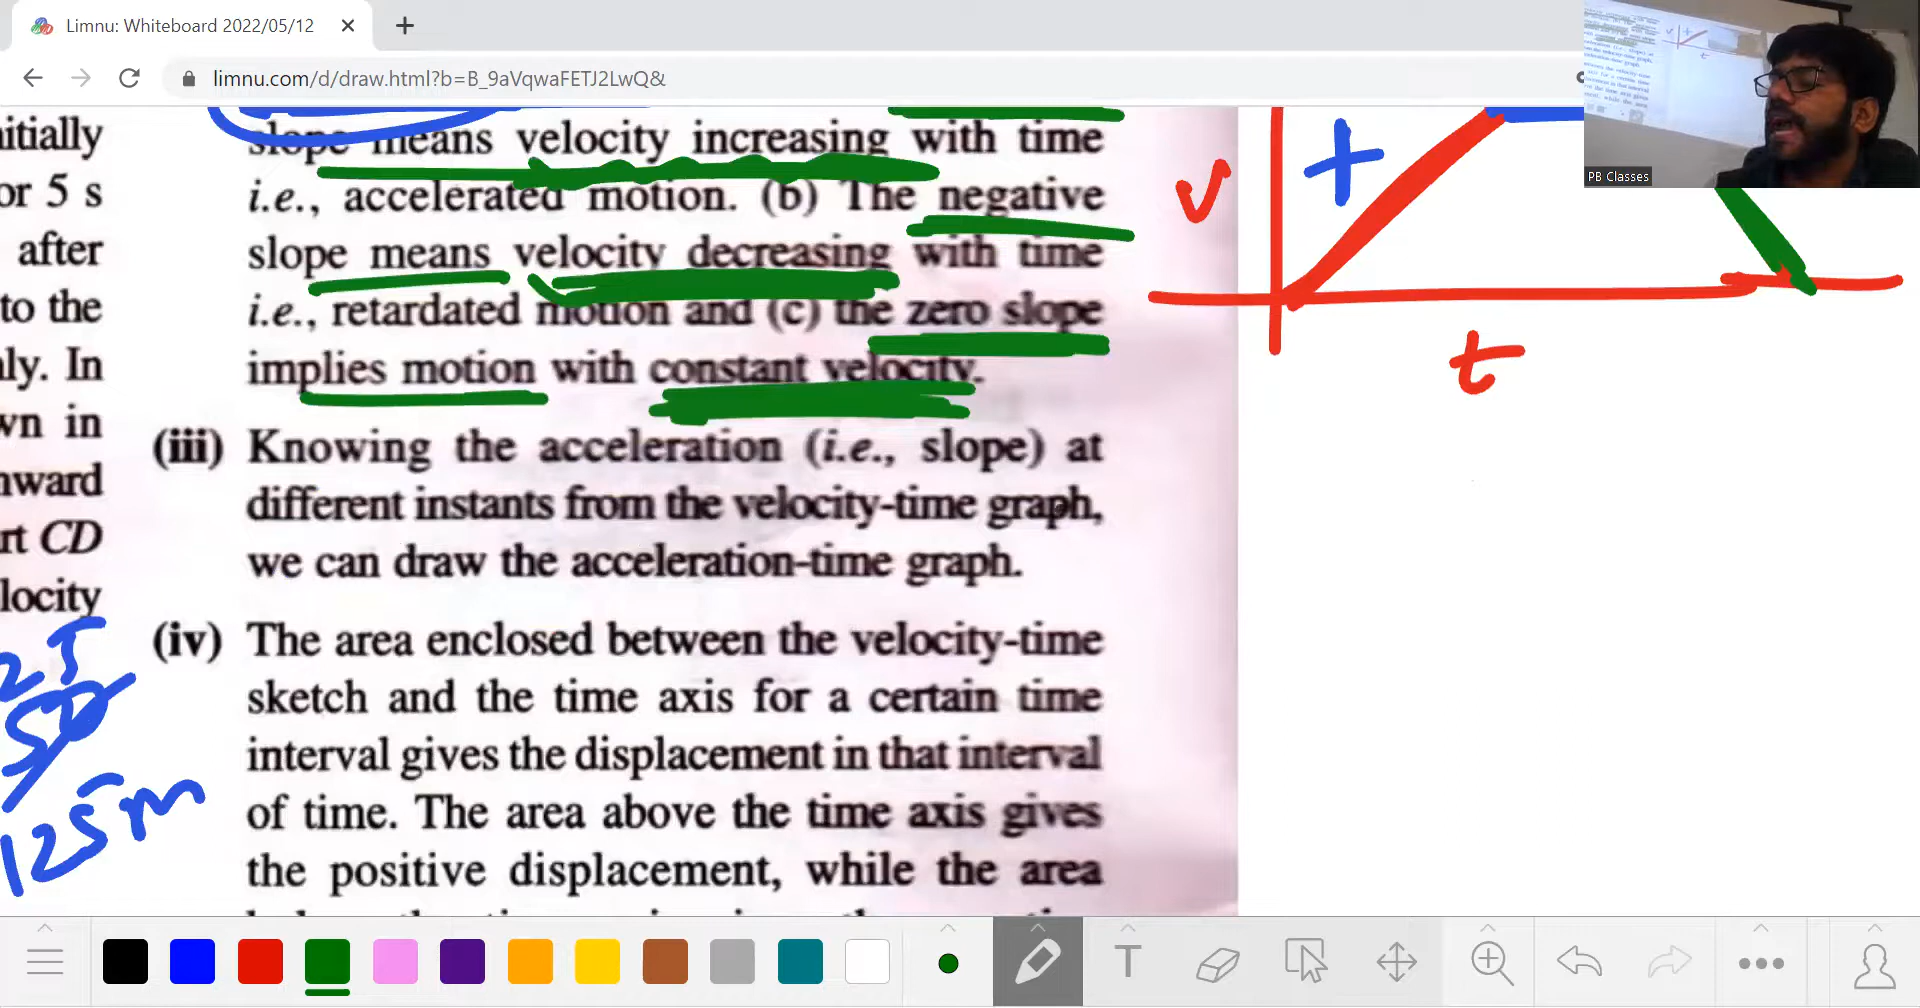 Limnu: Whiteboard 2022/05/12
limnu.com/d/draw.html?b=B_9aVqwaFETJ2LwQ&
PB Classes
nitially
or 5 s
after
to the
nly. In
wn in
nward
rt CD
locity
25
50
125m
slope means velocity increasing with time
i.e., accelerated motion. (b) The negative
slope means velocity decreasing with time
i.e., retardated motion and (c) the zero slope
implies motion with constant velocity.
(iii) Knowing the acceleration (i.e., slope) at
different instants from the velocity-time graph,
we can draw the acceleration-time graph.
(iv) The area enclosed between the velocity-time
sketch and the time axis for a certain time
interval gives the displacement in that interval
of time. The area above the time axis gives
the positive displacement, while the area
v
+
t
T